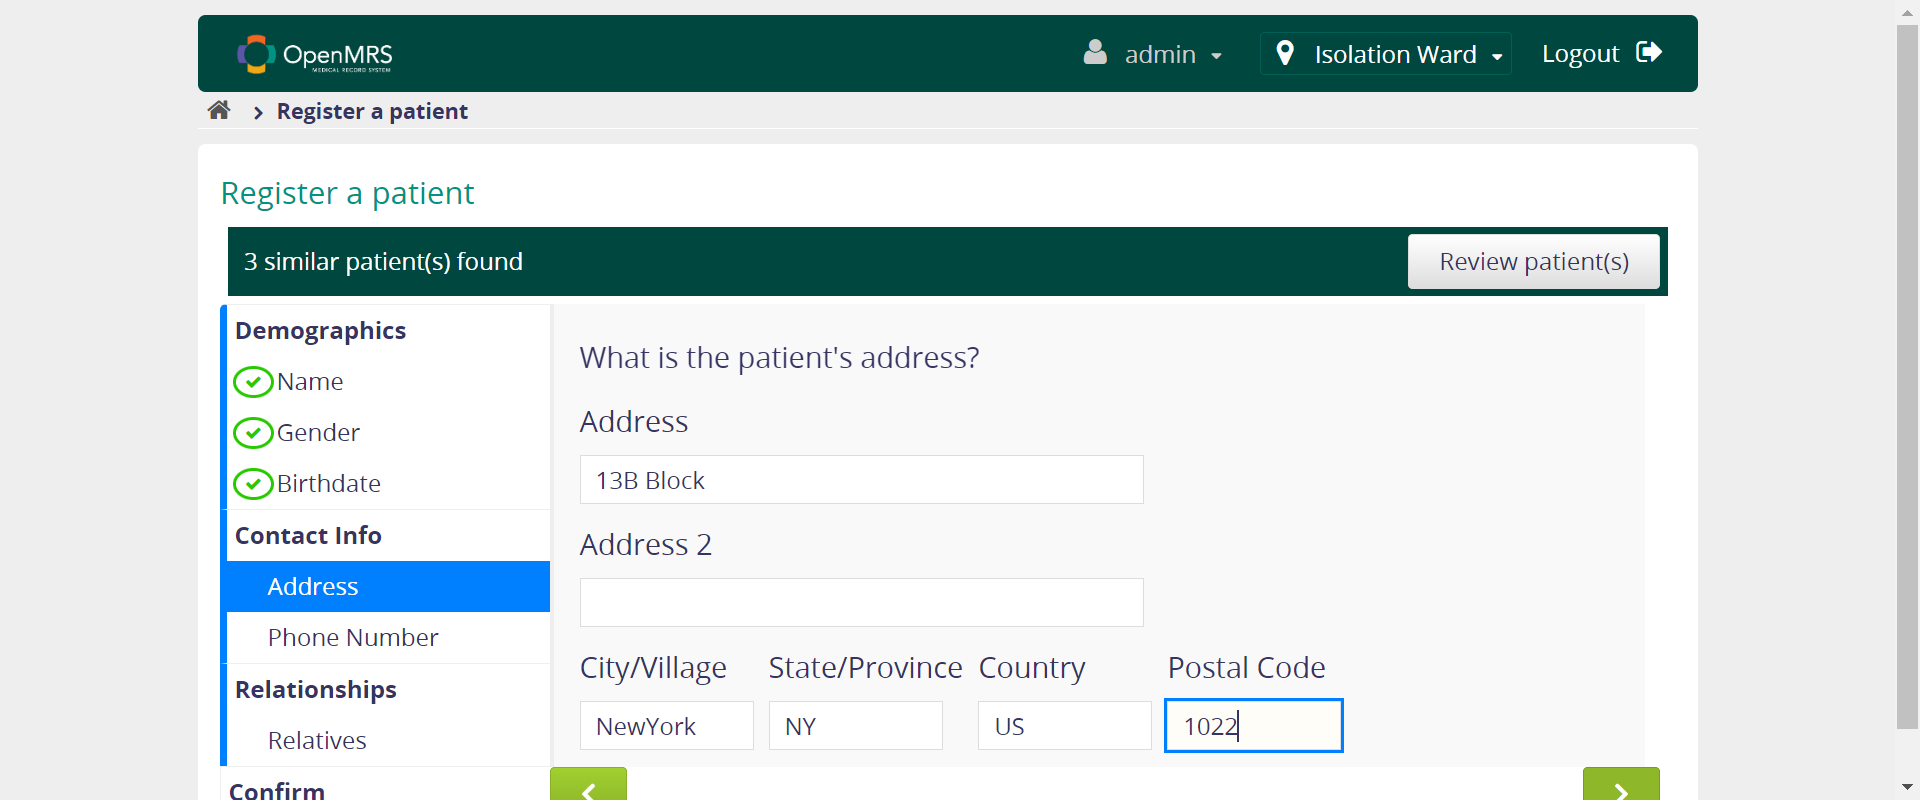 OpenMRS
MEDICAL RECORD SYSTEM
admin
Isolation Ward
Logout
Register a patient
Register a patient
3 similar patient(s) found
Review patient(s)
Demographics
Name
Gender
Birthdate
Contact Info
Address
Phone Number
Relationships
Relatives
Confirm
What is the patient's address?
Address
13B Block
Address 2
City/Village State/Province Country Postal Code
NewYork NY US 1022